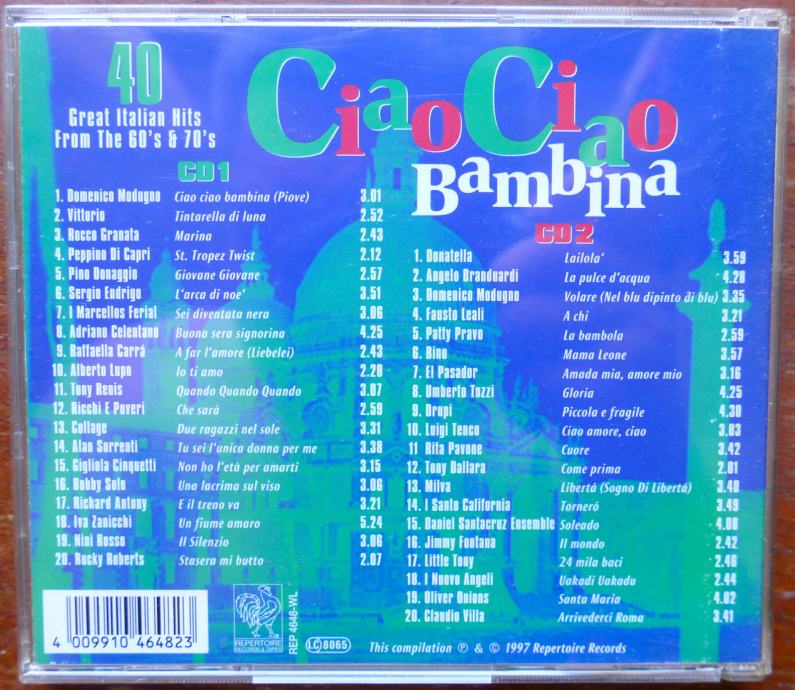 40
Great Italian Hits
From The 60's & 70's
Ciao Ciao
Bambina
CD 1
1. Domenico Modugno Ciao ciao bambina (Piove) 3.01
2. Vittorio Tintarella di luna 2.52
3. Rocco Granata Marina 2.43
4. Peppino Di Capri St. Tropez Twist 2.12
5. Pino Donaggio Giovane Giovane 2.57
6. Sergio Endrigo L'arca di noe' 3.51
7. I Marcellos Ferial Sei diventata nera 3.06
8. Adriano Celentano Buona sera signorina 4.25
9. Raffaella Carrá A far l'amore (Liebelei) 2.43
10. Alberto Lupo Io ti amo 2.28
11. Tony Renis Quando Quando Quando 3.07
12. Ricchi E Poveri Che sarà 2.59
13. Collage Due ragazzi nel sole 3.31
14. Alan Sorrenti Tu sei l'unica donna per me 3.38
15. Gigliola Cinquetti Non ho l'età per amarti 3.15
16. Bobby Solo Una lacrima sul viso 3.06
17. Richard Antony E il treno va 3.21
18. Iva Zanicchi Un fiume amaro 5.24
19. Nini Rosso Il Silenzio 3.06
20. Rocky Roberts Stasera mi butto 2.07
CD 2
1. Donatella Lailola' 3.59
2. Angelo Branduardi La pulce d'acqua 4.28
3. Domenico Modugno Volare (Nel blu dipinto di blu) 3.35
4. Fausto Leali A chi 3.21
5. Patty Pravo La bambola 2.59
6. Bino Mama Leone 3.57
7. El Pasador Amada mia, amore mio 3.16
8. Umberto Tozzi Gloria 4.25
9. Drupi Piccola e fragile 4.30
10. Luigi Tenco Ciao amore, ciao 3.03
11 Rita Pavone Cuore 3.42
12. Tony Dallara Come prima 2.01
13. Milva Libertá (Sogno Di Libertá) 3.40
14. I Santo California Torneró 3.49
15. Daniel Santacruz Ensemble Soleado 4.08
16. Jimmy Fontana Il mondo 2.42
17. Little Tony 24 mila baci 2.46
18. I Nuovo Angeli Uakadi Uakadu 2.44
19. Oliver Onions Santa Maria 4.02
20. Claudio Villa Arrivederci Roma 3.41
4 009910 464823
REPERTOIRE
RECORDS & TAPES
REP 4648-WL
LC 8065
This compilation ℗ & © 1997 Repertoire Records